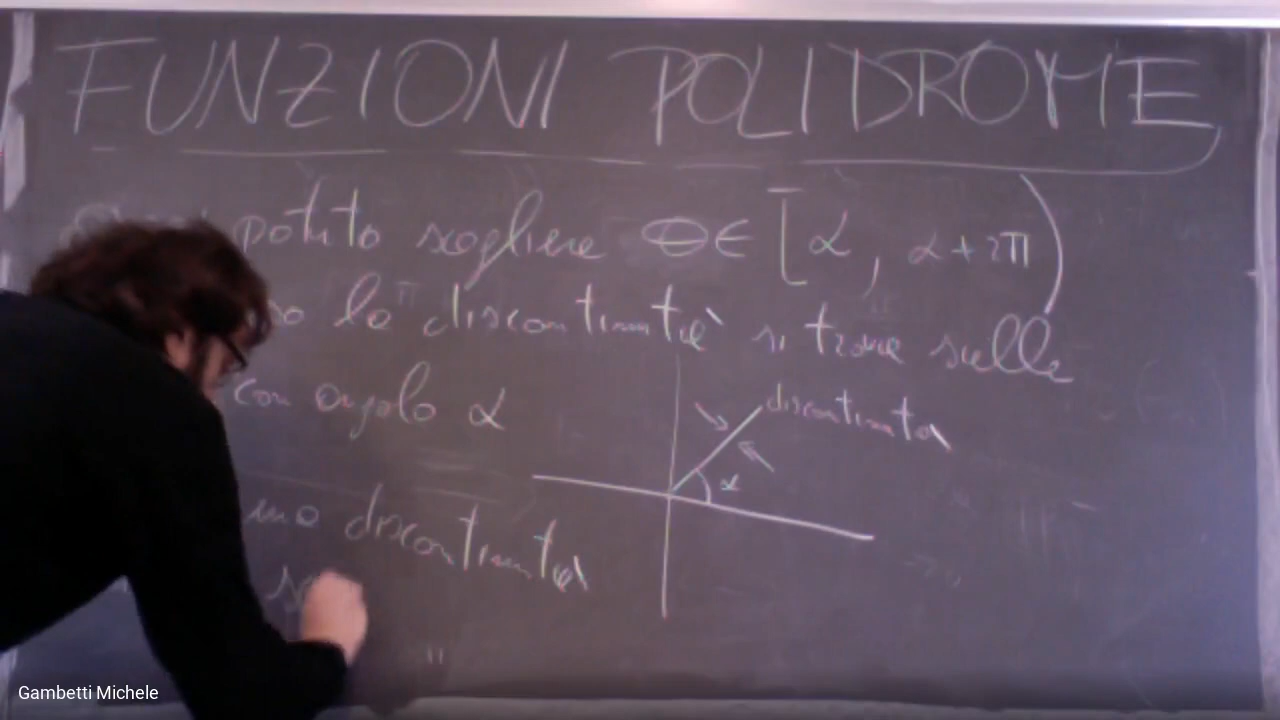 FUNZIONI POLIDROME
potuto scegliere Θ ∈ [α, α+2π)
la discontinuità si trova sulla
con angolo α
discontinuità
α
discontinuità
Gambetti Michele